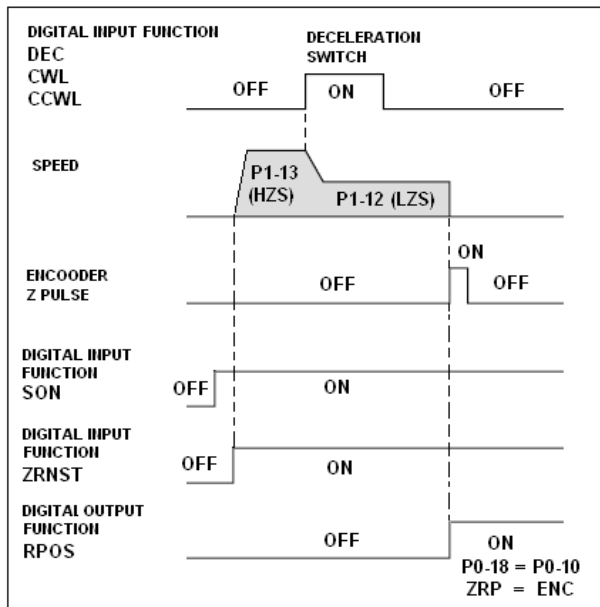 DIGITAL INPUT FUNCTION
DEC
CWL
CCWL
DECELERATION
SWITCH
OFF
ON
OFF
SPEED
P1-13
(HZS)
P1-12 (LZS)
ENCOODER
Z PULSE
OFF
ON
OFF
DIGITAL INPUT
FUNCTION
SON
OFF
ON
DIGITAL INPUT
FUNCTION
ZRNST
OFF
ON
DIGITAL OUTPUT
FUNCTION
RPOS
OFF
ON
P0-18 = P0-10
ZRP = ENC